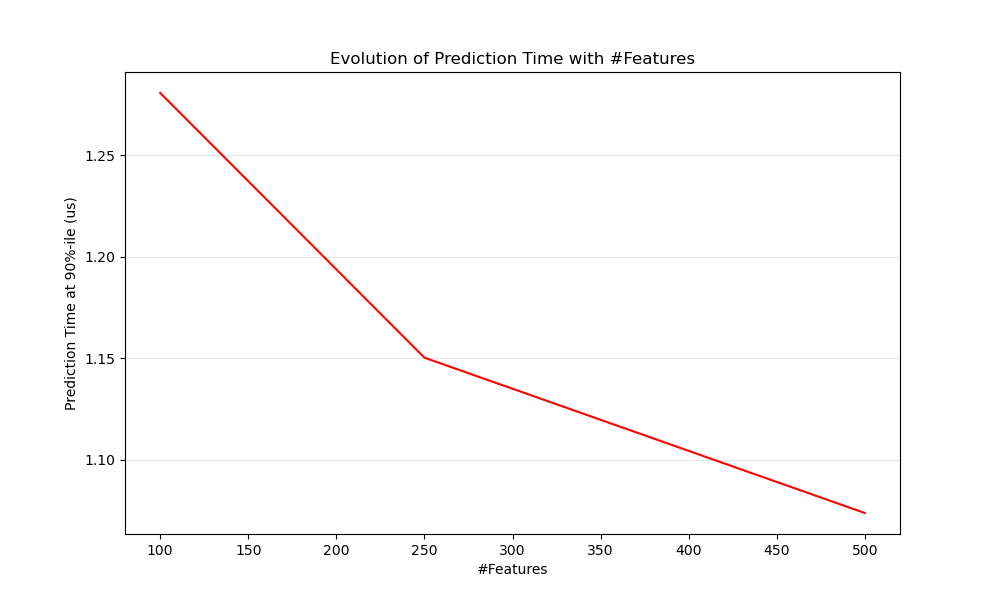 Evolution of Prediction Time with #Features
Prediction Time at 90%-ile (us)
1.25
1.20
1.15
1.10
100 150 200 250 300 350 400 450 500
#Features